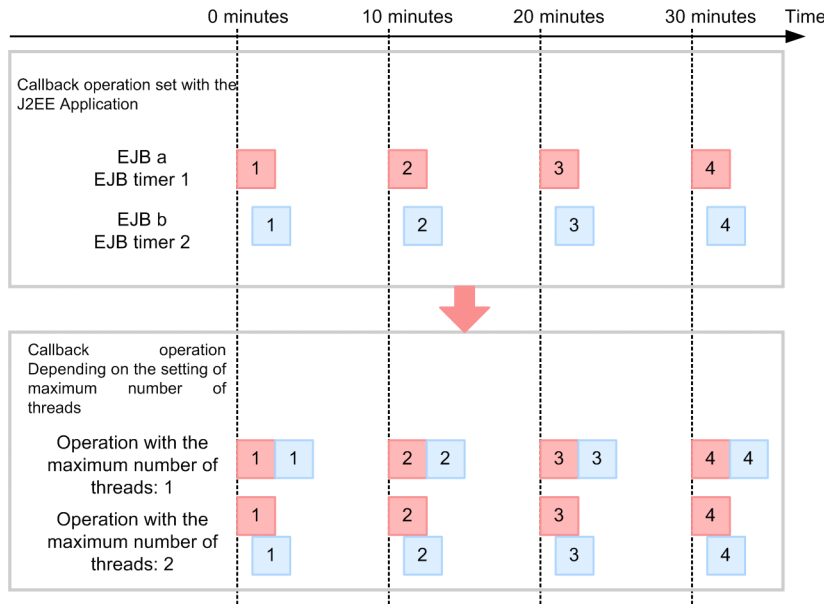 0 minutes 10 minutes 20 minutes 30 minutes Time
Callback operation set with the
J2EE Application
EJB a
EJB timer 1
1 2 3 4
EJB b
EJB timer 2
1 2 3 4
Callback operation
Depending on the setting of
maximum number of
threads
Operation with the
maximum number of
threads: 1
1 1 2 2 3 3 4 4
Operation with the
maximum number of
threads: 2
1 2 3 4
1 2 3 4